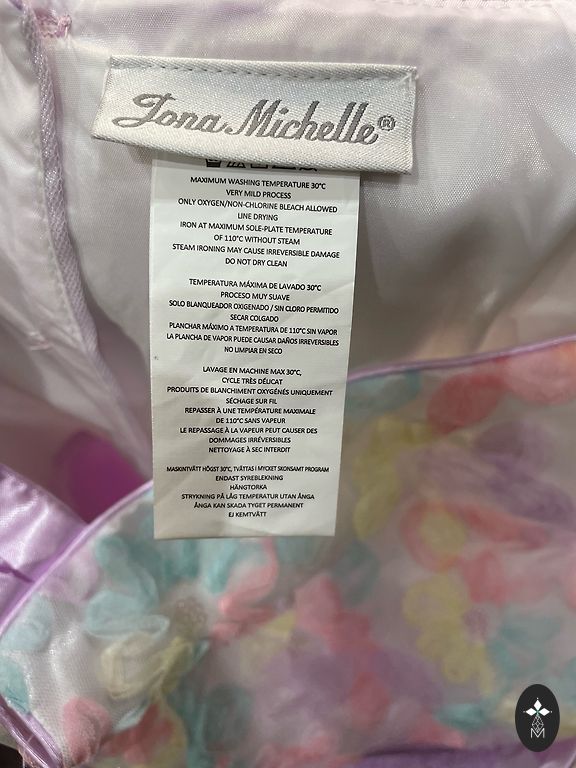 Jona Michelle®
MAXIMUM WASHING TEMPERATURE 30°C
VERY MILD PROCESS
ONLY OXYGEN/NON-CHLORINE BLEACH ALLOWED
LINE DRYING
IRON AT MAXIMUM SOLE-PLATE TEMPERATURE
OF 110°C WITHOUT STEAM
STEAM IRONING MAY CAUSE IRREVERSIBLE DAMAGE
DO NOT DRY CLEAN
TEMPERATURA MÁXIMA DE LAVADO 30°C
PROCESO MUY SUAVE
SOLO BLANQUEADOR OXIGENADO / SIN CLORO PERMITIDO
SECAR COLGADO
PLANCHAR MÁXIMO A TEMPERATURA DE 110°C SIN VAPOR
LA PLANCHA DE VAPOR PUEDE CAUSAR DAÑOS IRREVERSIBLES
NO LIMPIAR EN SECO
LAVAGE EN MACHINE MAX 30°C,
CYCLE TRÈS DÉLICAT
PRODUITS DE BLANCHIMENT OXYGÉNÉS UNIQUEMENT
SÉCHAGE SUR FIL
REPASSER À UNE TEMPÉRATURE MAXIMALE
DE 110°C SANS VAPEUR
LE REPASSAGE À LA VAPEUR PEUT CAUSER DES
DOMMAGES IRRÉVERSIBLES
NETTOYAGE À SEC INTERDIT
MASKINTVÄTT HÖGST 30°C, TVÄTTAS I MYCKET SKONSAMT PROGRAM
ENDAST SYREBLEKNING
HÄNGTORKA
STRYKNING PÅ LÅG TEMPERATUR UTAN ÅNGA
ÅNGA KAN SKADA TYGET PERMANENT
EJ KEMTVÄTT
M